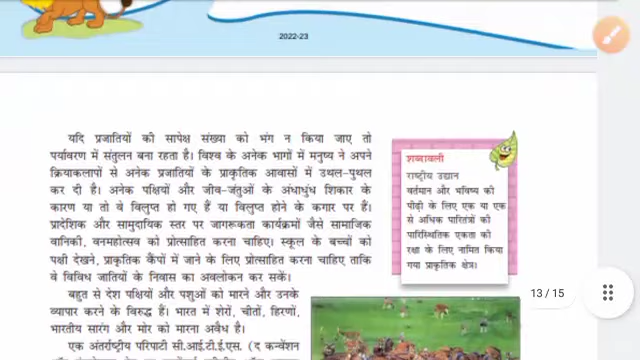 2022-23
यदि प्रजातियों की सापेक्ष संख्या को भंग न किया जाए तो
पर्यावरण में संतुलन बना रहता है। विश्व के अनेक भागों में मनुष्य ने अपने
क्रियाकलापों से अनेक प्रजातियों के प्राकृतिक आवासों में उथल-पुथल
कर दी है। अनेक पक्षियों और जीव-जंतुओं के अंधाधुंध शिकार के
कारण या तो वे विलुप्त हो गए हैं या विलुप्त होने के कगार पर हैं।
प्रादेशिक और सामुदायिक स्तर पर जागरूकता कार्यक्रमों जैसे सामाजिक
वानिकी, वनमहोत्सव को प्रोत्साहित करना चाहिए। स्कूल के बच्चों को
पक्षी देखने, प्राकृतिक कैंपों में जाने के लिए प्रोत्साहित करना चाहिए ताकि
वे विविध जातियों के निवास का अवलोकन कर सकें।
बहुत से देश पक्षियों और पशुओं को मारने और उनके
व्यापार करने के विरुद्ध हैं। भारत में शेरों, चीतों, हिरणों,
भारतीय सारंग और मोर को मारना अवैध है।
एक अंतर्राष्ट्रीय परिपाटी सी.आई.टी.ई.एस. (द कन्वेंशन
शब्दावली
राष्ट्रीय उद्यान
वर्तमान और भविष्य की
पीढ़ी के लिए एक या एक
से अधिक पारितंत्रों की
पारिस्थितिक एकता की
रक्षा के लिए नामित किया
गया प्राकृतिक क्षेत्र।
13 / 15